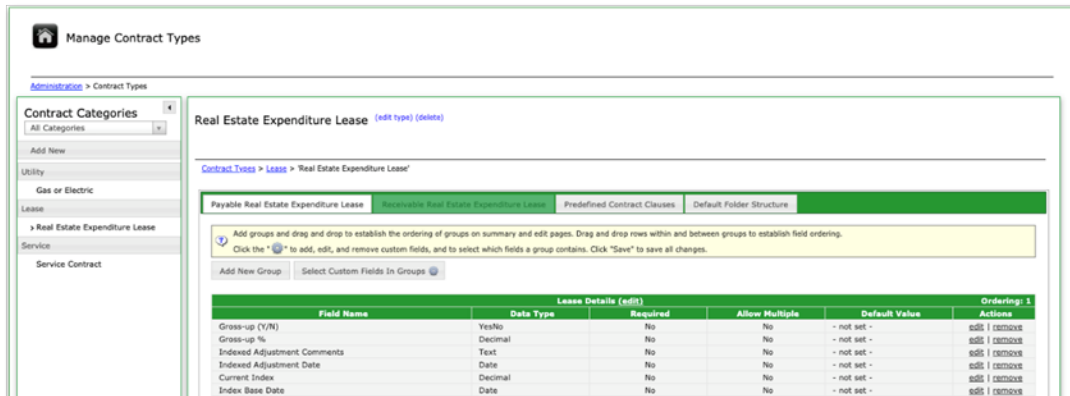 Manage Contract Types
Administration > Contract Types
Contract Categories
All Categories
Add New
Utility
Gas or Electric
Lease
Real Estate Expenditure Lease
Service
Service Contract
Real Estate Expenditure Lease (edit type) (delete)
Contract Types > Lease > 'Real Estate Expenditure Lease'
Payable Real Estate Expenditure Lease Receivable Real Estate Expenditure Lease Predefined Contract Clauses Default Folder Structure
Add groups and drag and drop to establish the ordering of groups on summary and edit pages. Drag and drop rows within and between groups to establish field ordering.
Click the " " to add, edit, and remove custom fields, and to select which fields a group contains. Click "Save" to save all changes.
Add New Group Select Custom Fields In Groups
Lease Details (edit) Ordering: 1
Field Name Data Type Required Allow Multiple Default Value Actions
Gross-up (Y/N) YesNo No No - not set - edit | remove
Gross-up % Decimal No No - not set - edit | remove
Indexed Adjustment Comments Text No No - not set - edit | remove
Indexed Adjustment Date Date No No - not set - edit | remove
Current Index Decimal No No - not set - edit | remove
Index Base Date Date No No - not set - edit | remove